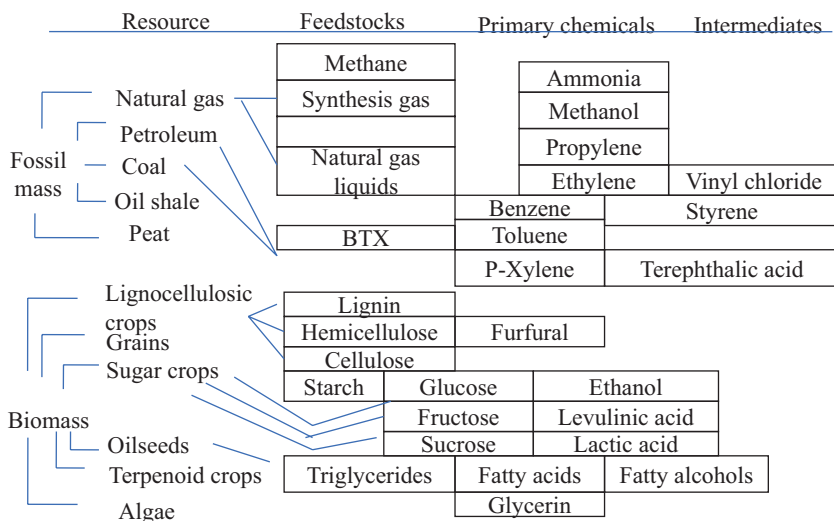 Resource Feedstocks Primary chemicals Intermediates
Methane
Ammonia
Natural gas Synthesis gas
Methanol
Petroleum
Propylene
Fossil
mass
Coal
Natural gas
liquids
Ethylene Vinyl chloride
Oil shale
Benzene Styrene
Peat
BTX Toluene
P-Xylene Terephthalic acid
Lignocellulosic
crops
Lignin
Grains
Hemicellulose Furfural
Sugar crops
Cellulose
Starch Glucose Ethanol
Biomass
Fructose Levulinic acid
Oilseeds
Sucrose Lactic acid
Terpenoid crops
Triglycerides Fatty acids Fatty alcohols
Algae
Glycerin